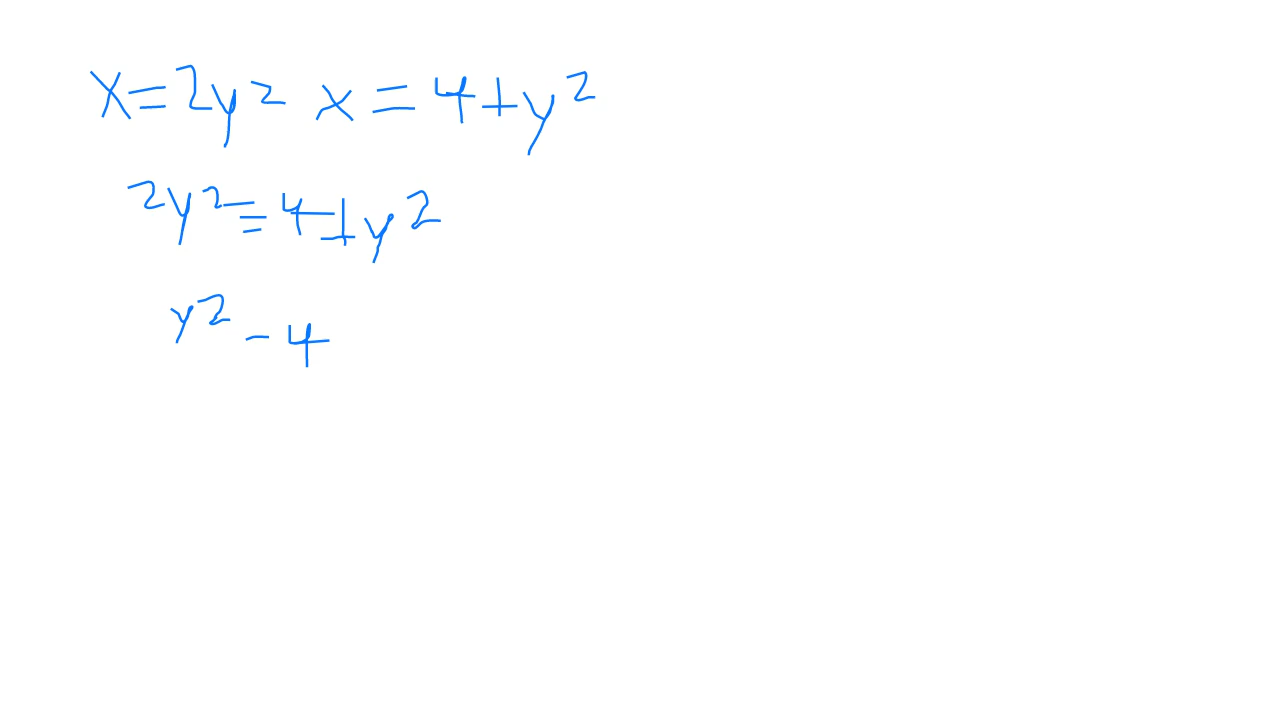 x = 2y² x = 4 + y²
2y² = 4 + y²
y² - 4